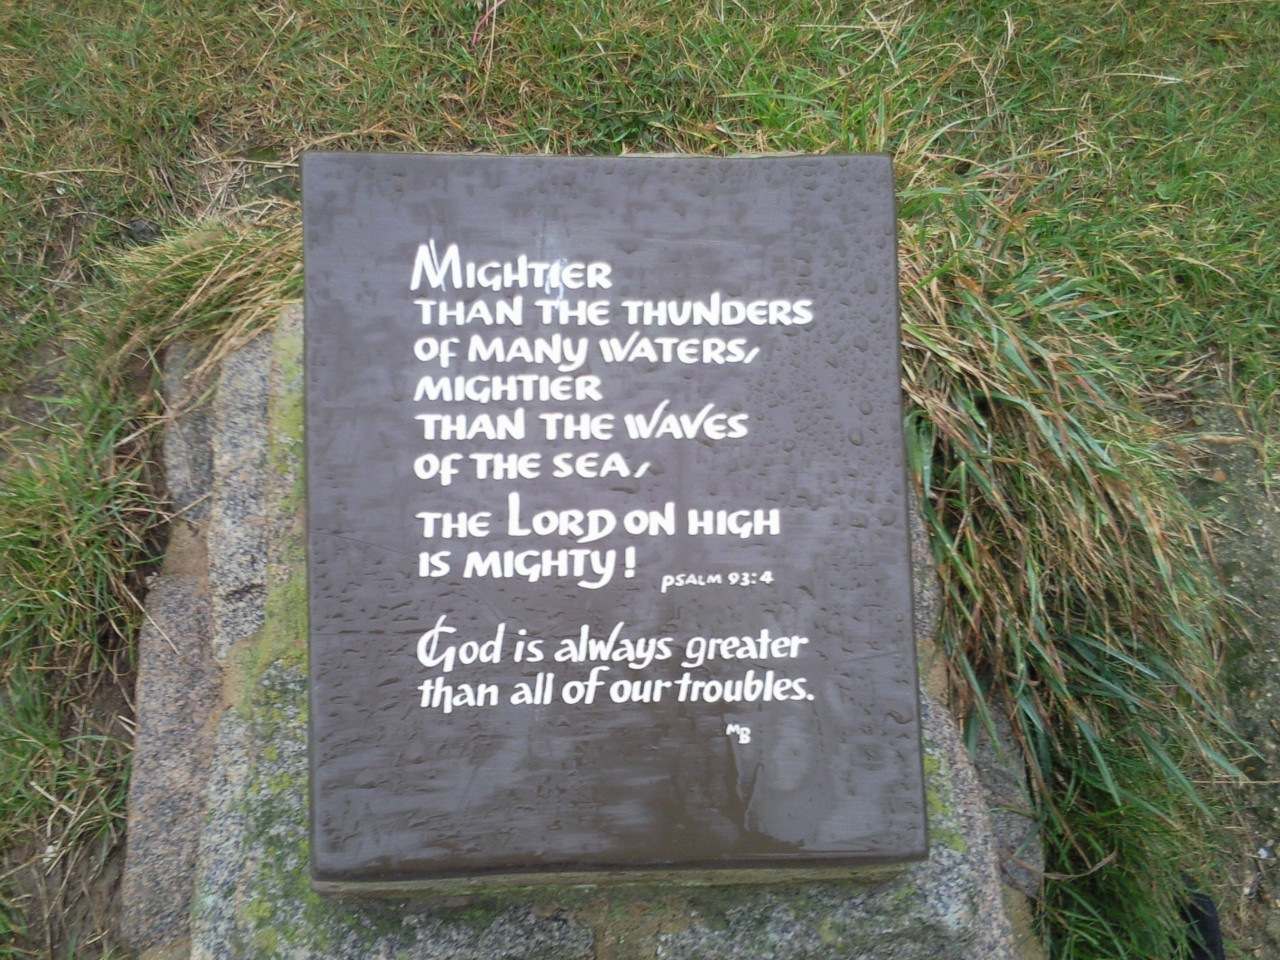 Mightier
than the thunders
of many waters,
mightier
than the waves
of the sea,
the Lord on high
is mighty!
Psalm 93:4
God is always greater
than all of our troubles.
MB